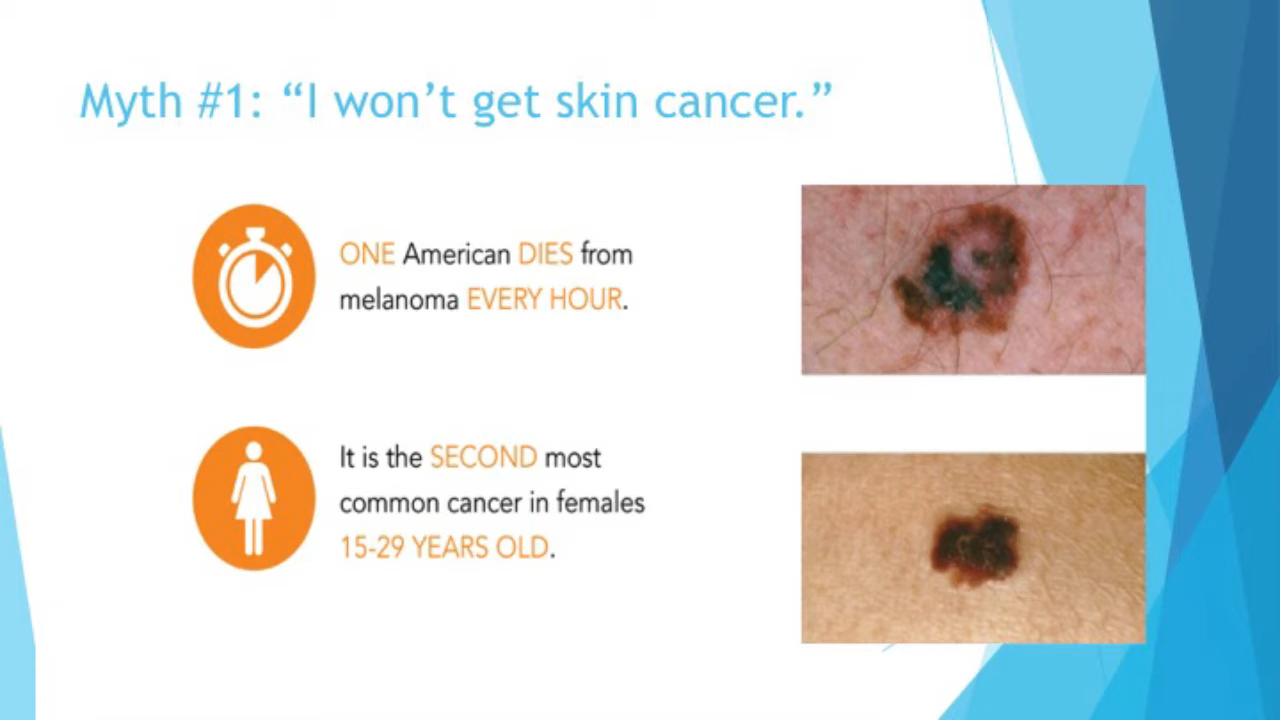 Myth #1: “I won’t get skin cancer.”
ONE American DIES from
melanoma EVERY HOUR.
It is the SECOND most
common cancer in females
15-29 YEARS OLD.